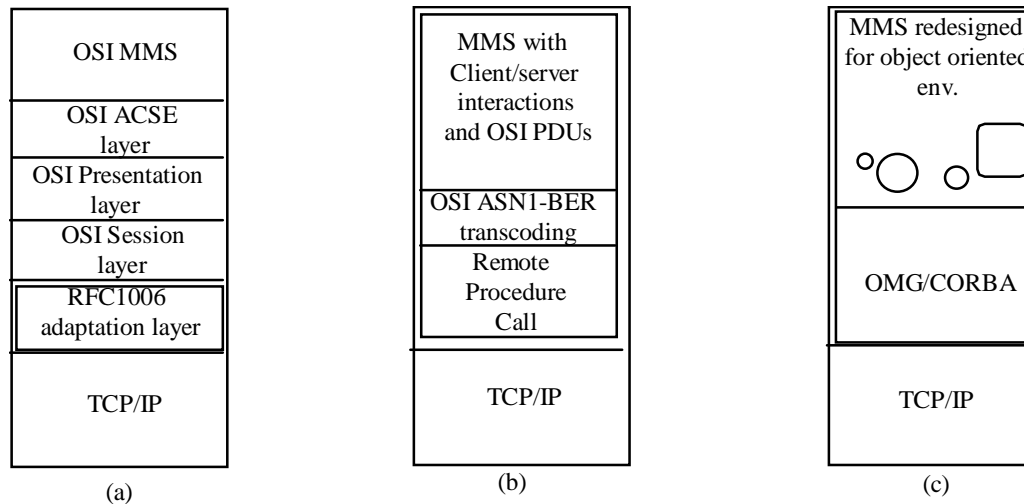 OSI MMS
OSI ACSE
layer
OSI Presentation
layer
OSI Session
layer
RFC1006
adaptation layer
TCP/IP
(a)
MMS with
Client/server
interactions
and OSI PDUs
OSI ASN1-BER
transcoding
Remote
Procedure
Call
TCP/IP
(b)
MMS redesigned
for object oriented
env.
OMG/CORBA
TCP/IP
(c)